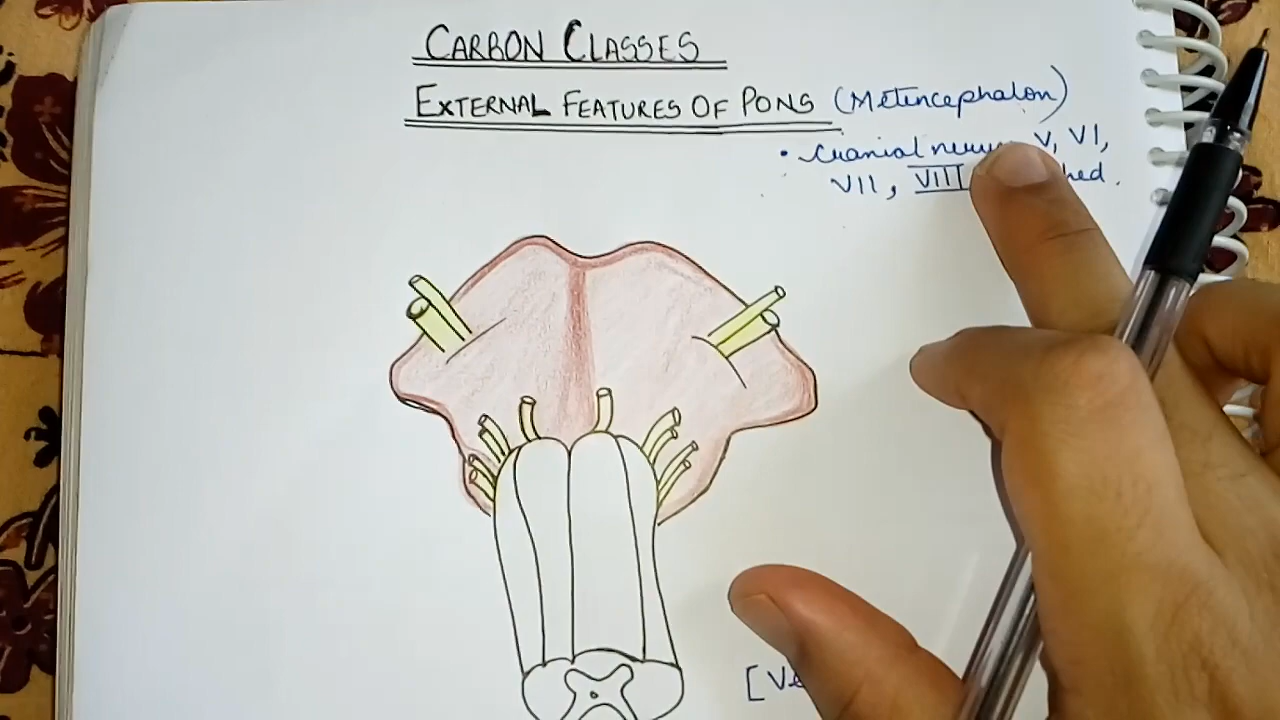 CARBON CLASSES
EXTERNAL FEATURES OF PONS (Metencephalon)
• Cranial V, VI,
VII, VIII